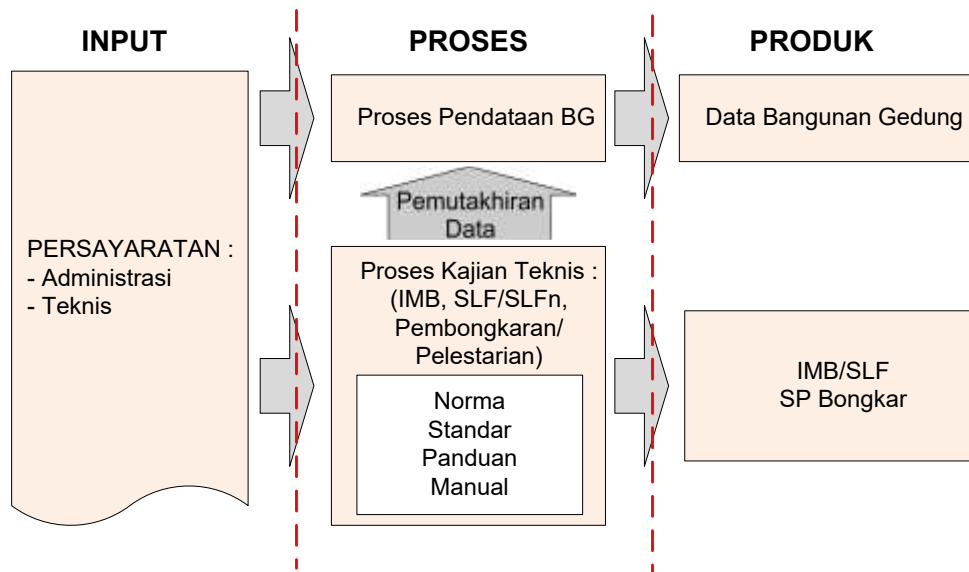 INPUT
PROSES
PRODUK
PERSAYARATAN :
- Administrasi
- Teknis
Proses Pendataan BG
Data Bangunan Gedung
Pemutakhiran
Data
Proses Kajian Teknis :
(IMB, SLF/SLFn,
Pembongkaran/
Pelestarian)
Norma
Standar
Panduan
Manual
IMB/SLF
SP Bongkar